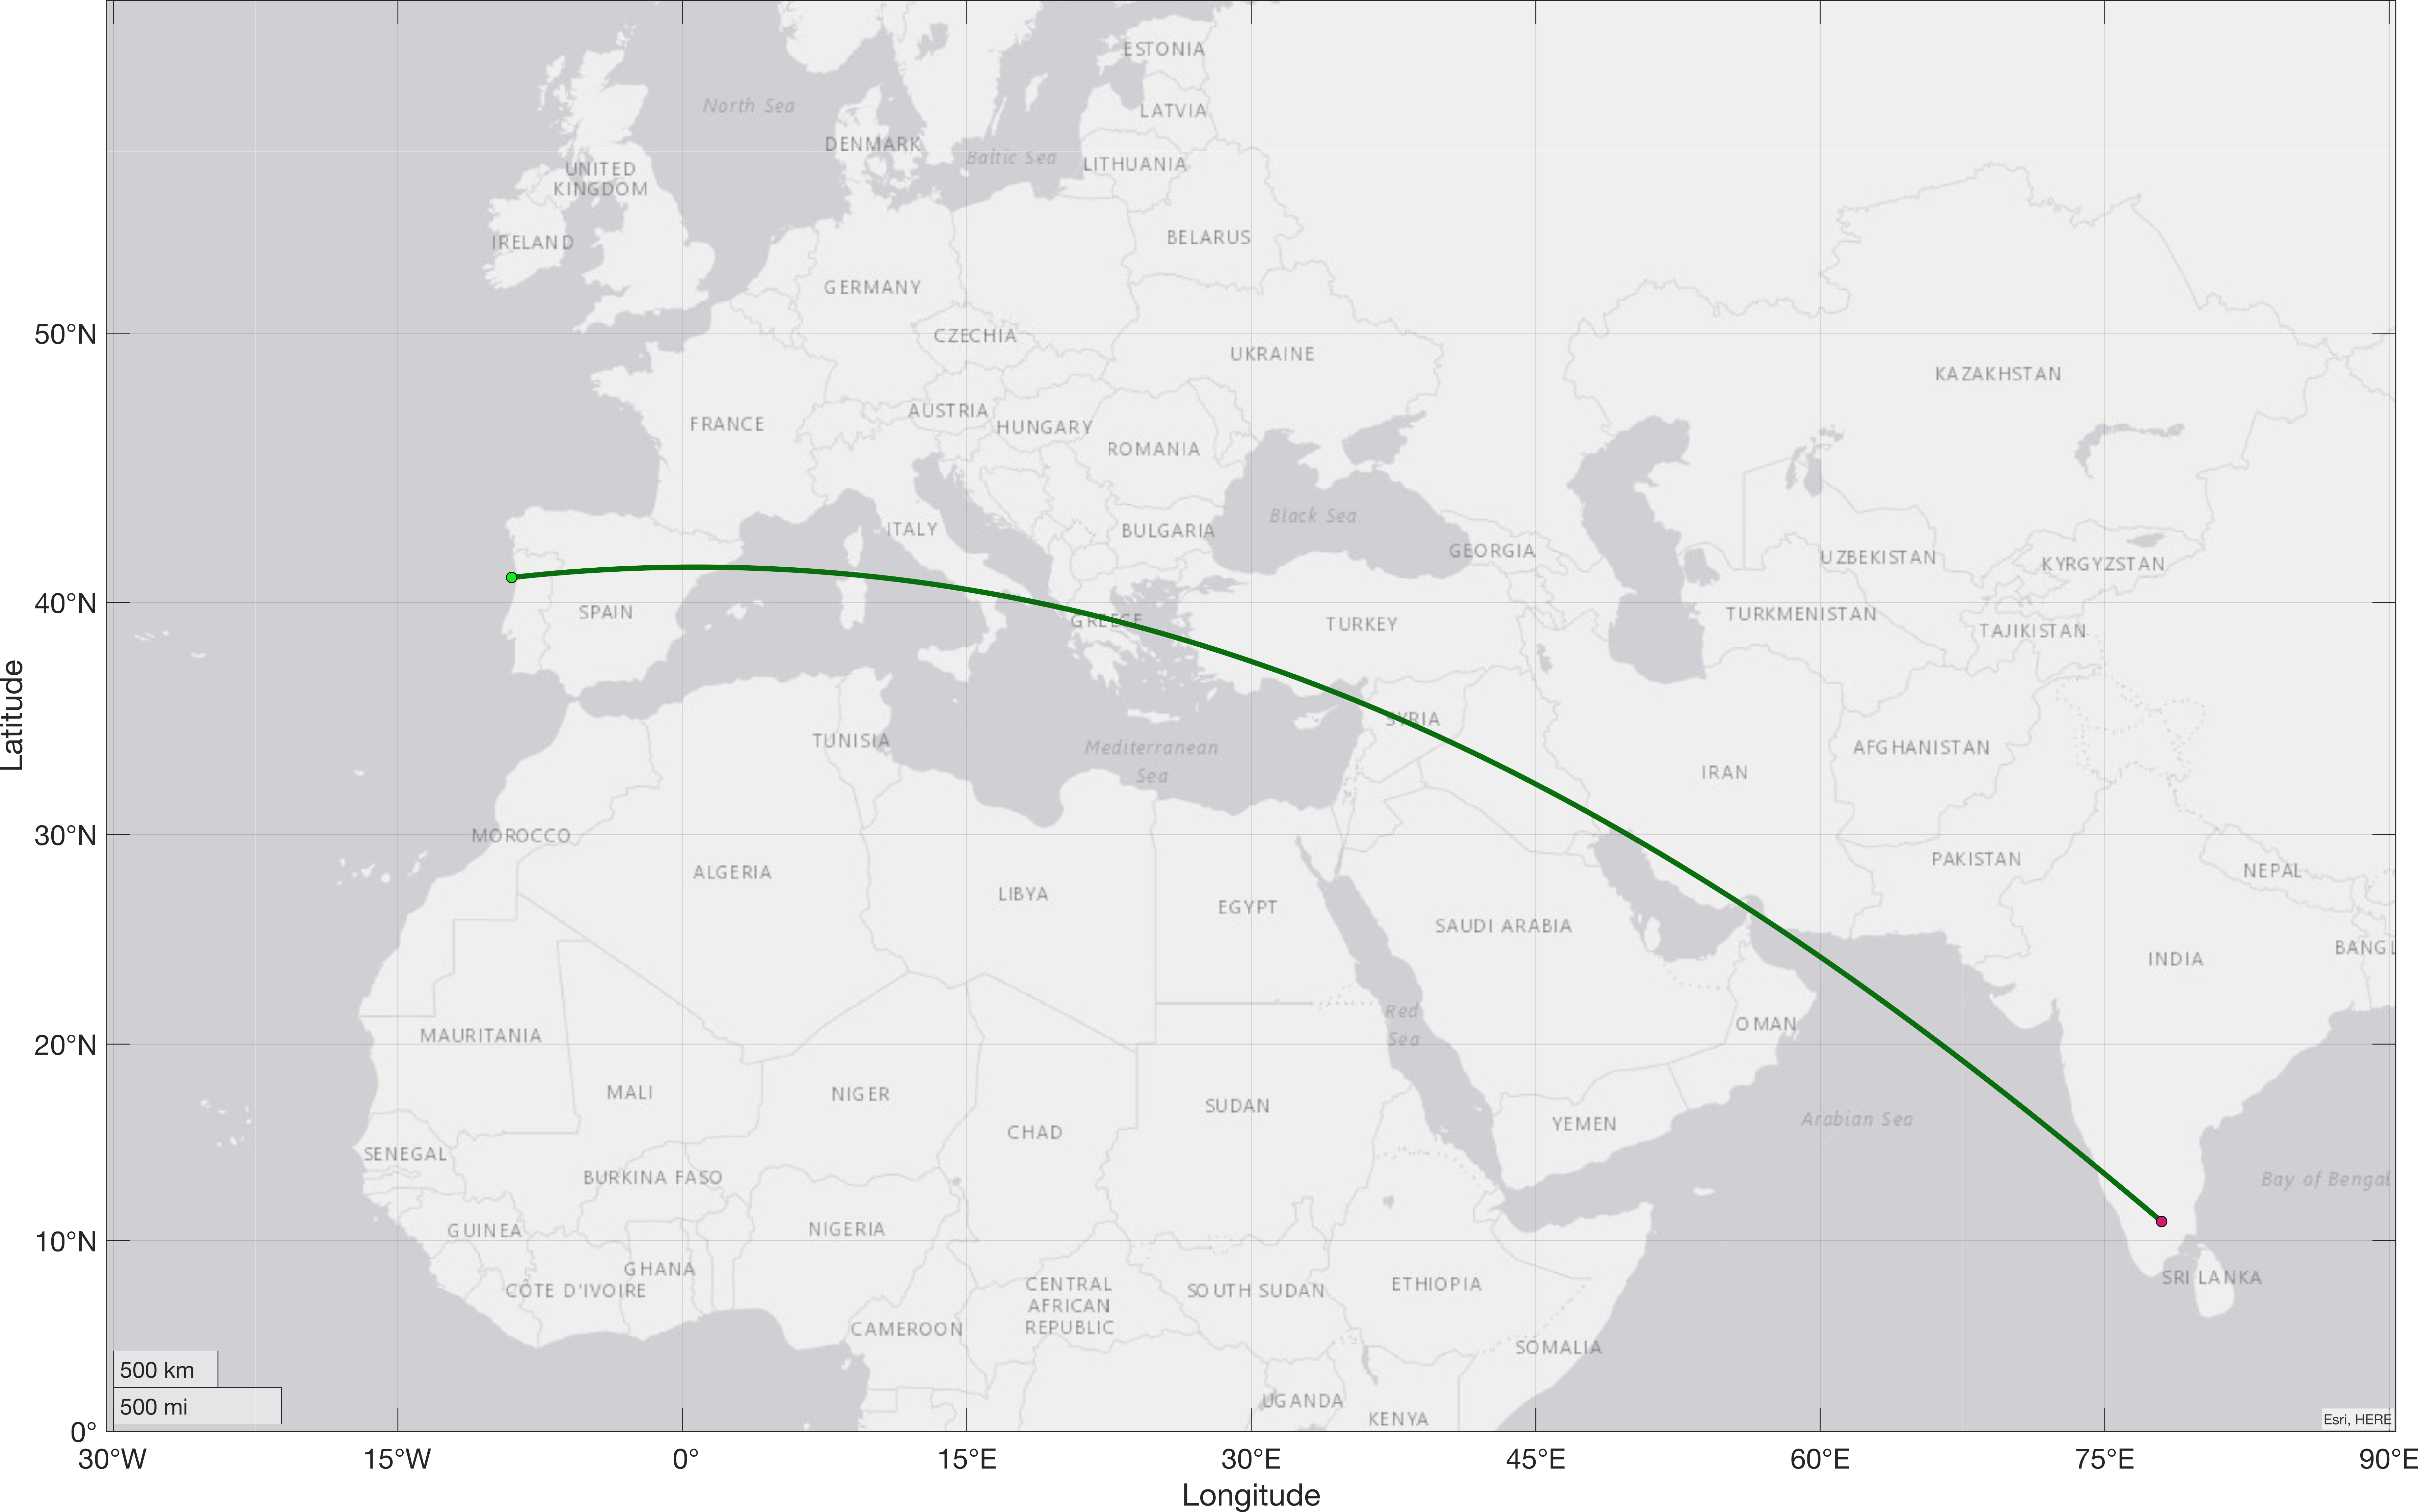 ESTONIA
North Sea
LATVIA
DENMARK
Baltic Sea
LITHUANIA
UNITED
KINGDOM
IRELAND
BELARUS
GERMANY
50°N
CZECHIA
UKRAINE
KAZAKHSTAN
AUSTRIA
FRANCE
HUNGARY
ROMANIA
Black Sea
ITALY
BULGARIA
GEORGIA
UZBEKISTAN
KYRGYZSTAN
40°N
SPAIN
GREECE
TURKEY
TURKMENISTAN
TAJIKISTAN
Latitude
SYRIA
TUNISIA
Mediterranean
Sea
AFGHANISTAN
IRAN
30°N
MOROCCO
ALGERIA
PAKISTAN
NEPAL
LIBYA
EGYPT
SAUDI ARABIA
BANGL
INDIA
Red
Sea
OMAN
20°N
MAURITANIA
MALI
NIGER
SUDAN
Arabian Sea
YEMEN
CHAD
SENEGAL
BURKINA FASO
Bay of Bengal
GUINEA
NIGERIA
10°N
GHANA
CÔTE D'IVOIRE
CENTRAL
AFRICAN
REPUBLIC
SOUTH SUDAN
ETHIOPIA
SRI LANKA
CAMEROON
SOMALIA
500 km
500 mi
UGANDA
KENYA
Esri, HERE
0°
30°W
15°W
0°
15°E
30°E
45°E
60°E
75°E
90°E
Longitude